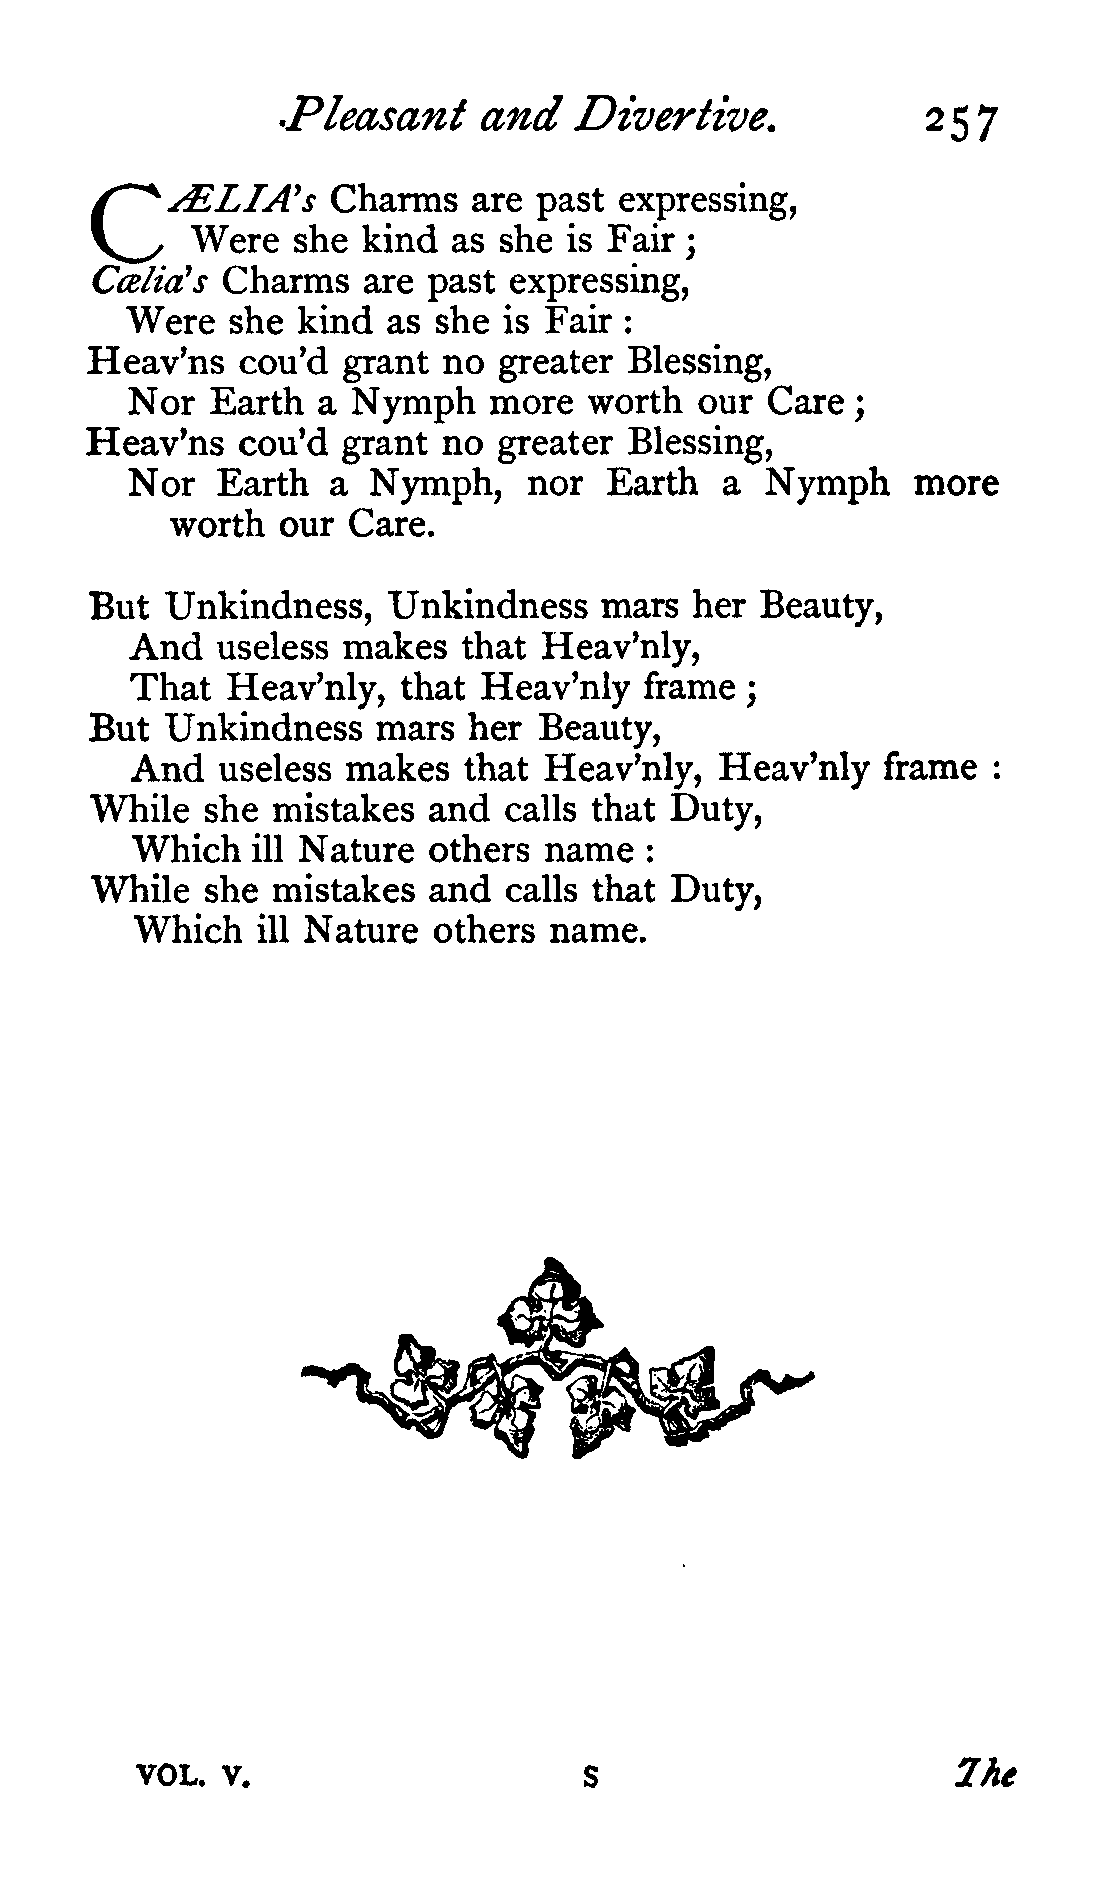 Pleasant and Divertive. 257
CÆLIA's Charms are past expressing,
Were she kind as she is Fair ;
Cœlia's Charms are past expressing,
Were she kind as she is Fair :
Heav'ns cou'd grant no greater Blessing,
Nor Earth a Nymph more worth our Care ;
Heav'ns cou'd grant no greater Blessing,
Nor Earth a Nymph, nor Earth a Nymph more
worth our Care.
But Unkindness, Unkindness mars her Beauty,
And useless makes that Heav'nly,
That Heav'nly, that Heav'nly frame ;
But Unkindness mars her Beauty,
And useless makes that Heav'nly, Heav'nly frame :
While she mistakes and calls that Duty,
Which ill Nature others name :
While she mistakes and calls that Duty,
Which ill Nature others name.
VOL. V. S The